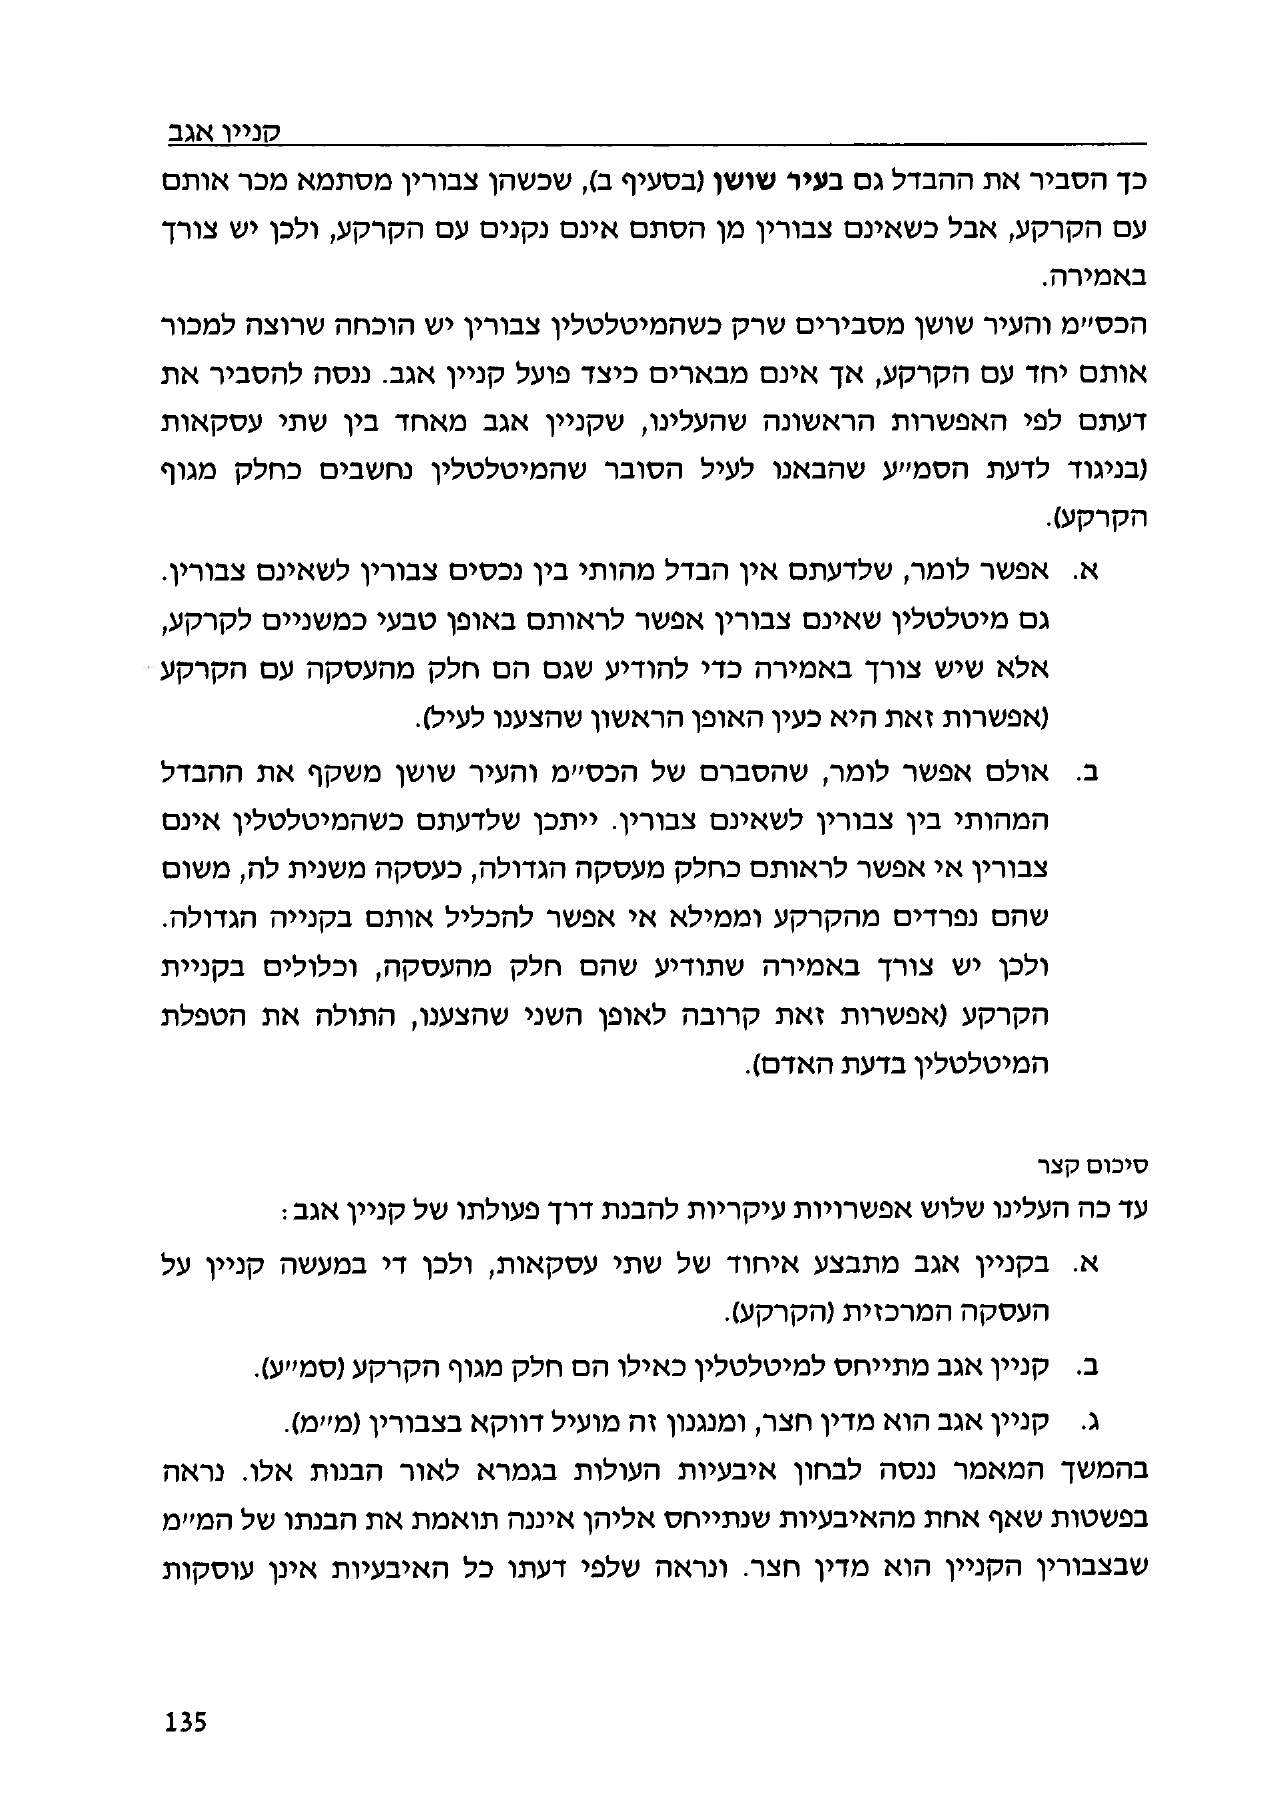 קניין אגב
כך הסביר את ההבדל גם בעיר שושן (בסעיף ב), שכשהן צבורין מסתמא מכר אותם
עם הקרקע, אבל כשאינם צבורין מן הסתם אינם נקנים עם הקרקע, ולכן יש צורך
באמירה.
הכס״מ והעיר שושן מסבירים שרק כשהמיטלטלין צבורין יש הוכחה שרוצה למכור
אותם יחד עם הקרקע, אך אינם מבארים כיצד פועל קניין אגב. ננסה להסביר את
דעתם לפי האפשרות הראשונה שהעלינו, שקניין אגב מאחד בין שתי עסקאות
(בניגוד לדעת הסמ״ע שהבאנו לעיל הסובר שהמיטלטלין נחשבים כחלק מגוף
הקרקע).
א. אפשר לומר, שלדעתם אין הבדל מהותי בין נכסים צבורין לשאינם צבורין.
גם מיטלטלין שאינם צבורין אפשר לראותם באופן טבעי כמשניים לקרקע,
אלא שיש צורך באמירה כדי להודיע שגם הם חלק מהעסקה עם הקרקע
(אפשרות זאת היא כעין האופן הראשון שהצענו לעיל).
ב. אולם אפשר לומר, שהסברם של הכס״מ והעיר שושן משקף את ההבדל
המהותי בין צבורין לשאינם צבורין. ייתכן שלדעתם כשהמיטלטלין אינם
צבורין אי אפשר לראותם כחלק מעסקה הגדולה, כעסקה משנית לה, משום
שהם נפרדים מהקרקע וממילא אי אפשר להכליל אותם בקנייה הגדולה.
ולכן יש צורך באמירה שתודיע שהם חלק מהעסקה, וכלולים בקניית
הקרקע (אפשרות זאת קרובה לאופן השני שהצענו, התולה את הטפלת
המיטלטלין בדעת האדם).
סיכום קצר
עד כה העלינו שלוש אפשרויות עיקריות להבנת דרך פעולתו של קניין אגב:
א. בקניין אגב מתבצע איחוד של שתי עסקאות, ולכן די במעשה קניין על
העסקה המרכזית (הקרקע).
ב. קניין אגב מתייחס למיטלטלין כאילו הם חלק מגוף הקרקע (סמ״ע).
ג. קניין אגב הוא מדין חצר, ומנגנון זה מועיל דווקא בצבורין (מ״מ).
בהמשך המאמר ננסה לבחון איבעיות העולות בגמרא לאור הבנות אלו. נראה
בפשטות שאף אחת מהאיבעיות שנתייחס אליהן איננה תואמת את הבנתו של המ״מ
שבצבורין הקניין הוא מדין חצר. ונראה שלפי דעתו כל האיבעיות אינן עוסקות
135